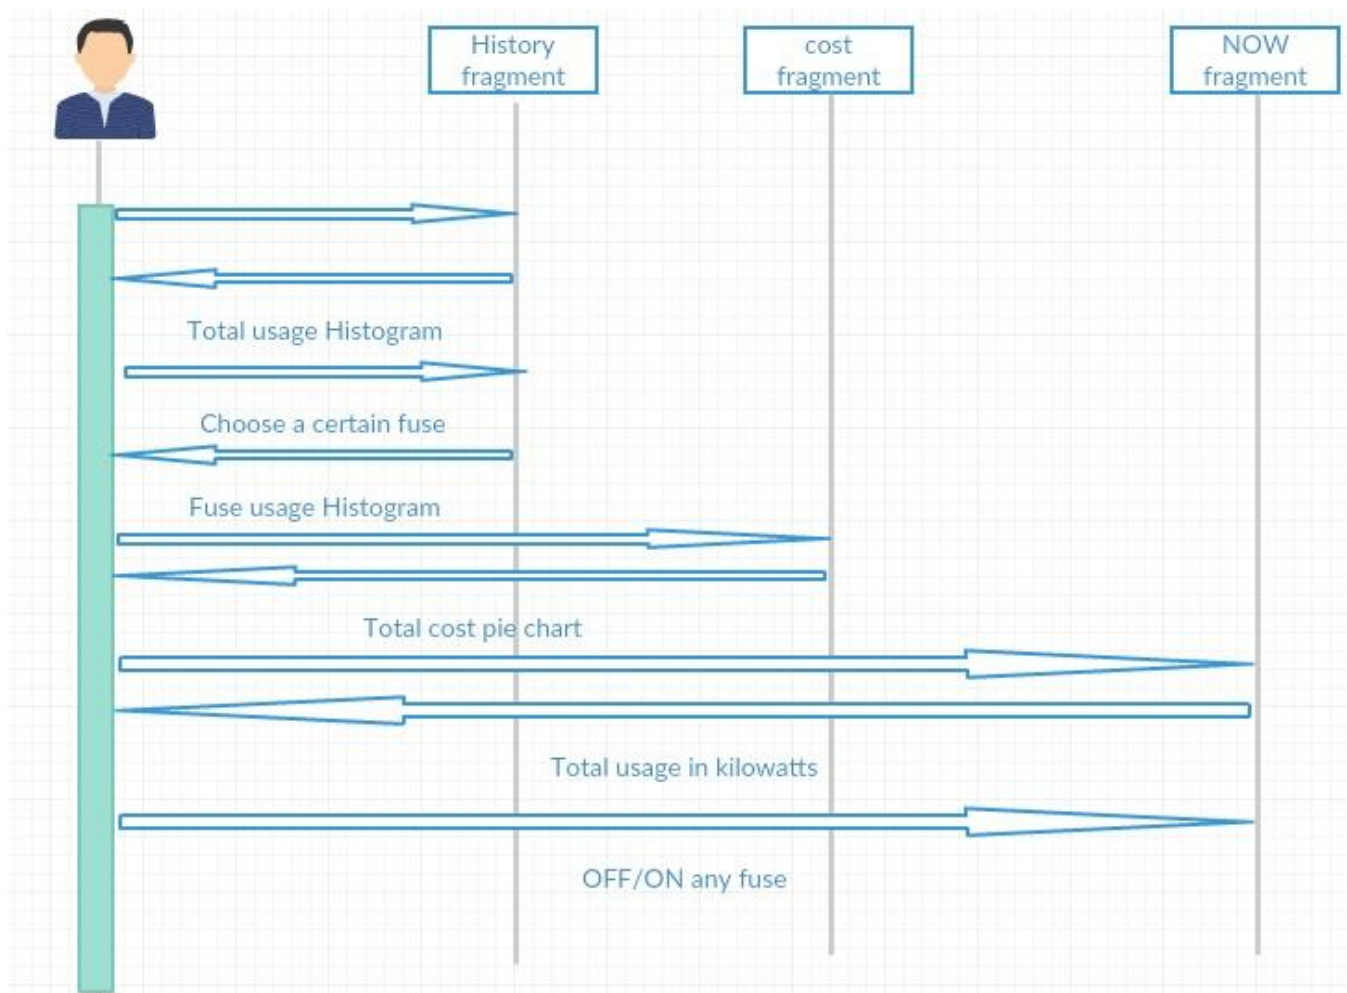 History
fragment
cost
fragment
NOW
fragment
Total usage Histogram
Choose a certain fuse
Fuse usage Histogram
Total cost pie chart
Total usage in kilowatts
OFF/ON any fuse